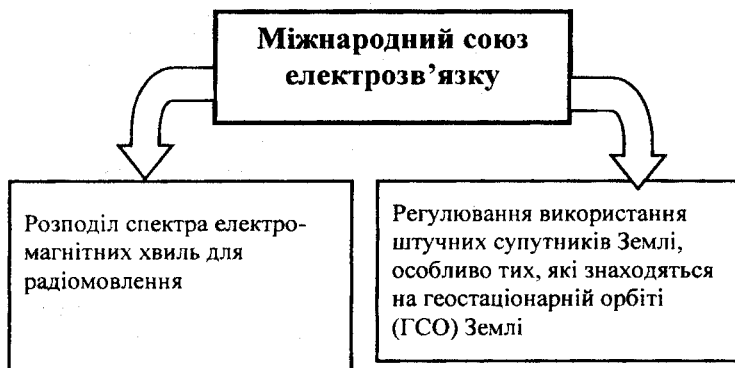 Міжнародний союз
електрозв’язку
Розподіл спектра електро-
магнітних хвиль для
радіомовлення
Регулювання використання
штучних супутників Землі,
особливо тих, які знаходяться
на геостаціонарній орбіті
(ГСО) Землі